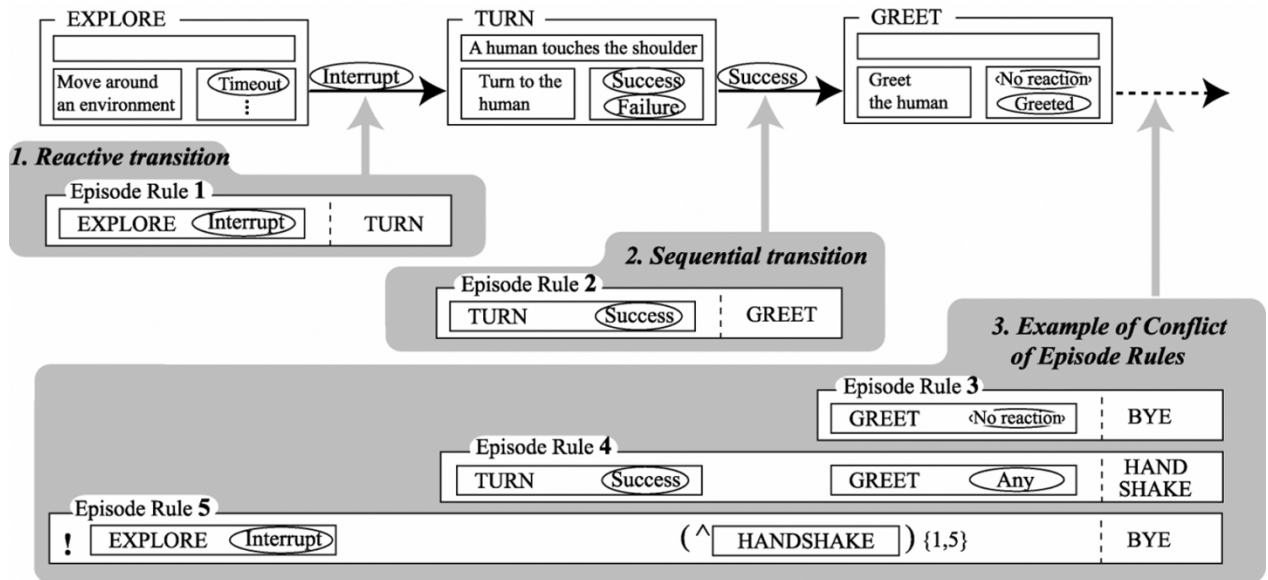 EXPLORE
Move around
an environment
Timeout
⋮
Interrupt
TURN
A human touches the shoulder
Turn to the
human
Success
Failure
Success
GREET
Greet
the human
No reaction
Greeted
1. Reactive transition
Episode Rule 1
EXPLORE Interrupt TURN
2. Sequential transition
Episode Rule 2
TURN Success GREET
3. Example of Conflict
of Episode Rules
Episode Rule 3
GREET No reaction BYE
Episode Rule 4
TURN Success GREET Any HAND
SHAKE
Episode Rule 5
! EXPLORE Interrupt (^ HANDSHAKE ) {1,5} BYE